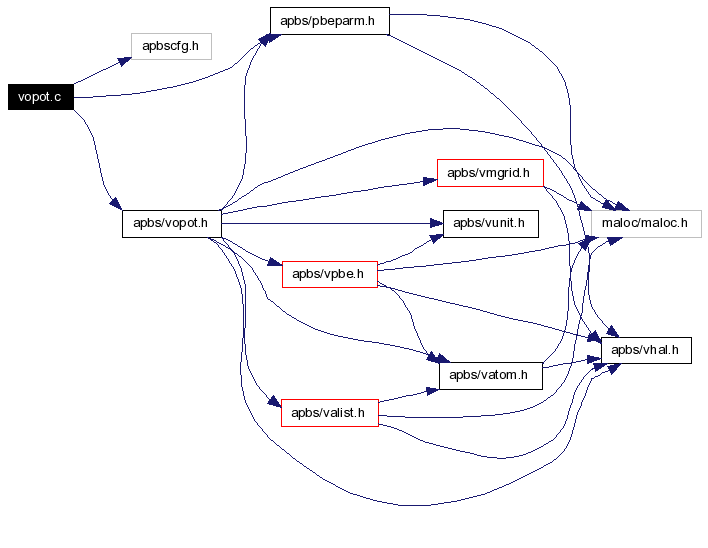 apbs/pbeparm.h
apbscfg.h
vopot.c
apbs/vmgrid.h
apbs/vopot.h
apbs/vunit.h
maloc/maloc.h
apbs/vpbe.h
apbs/vhal.h
apbs/vatom.h
apbs/valist.h